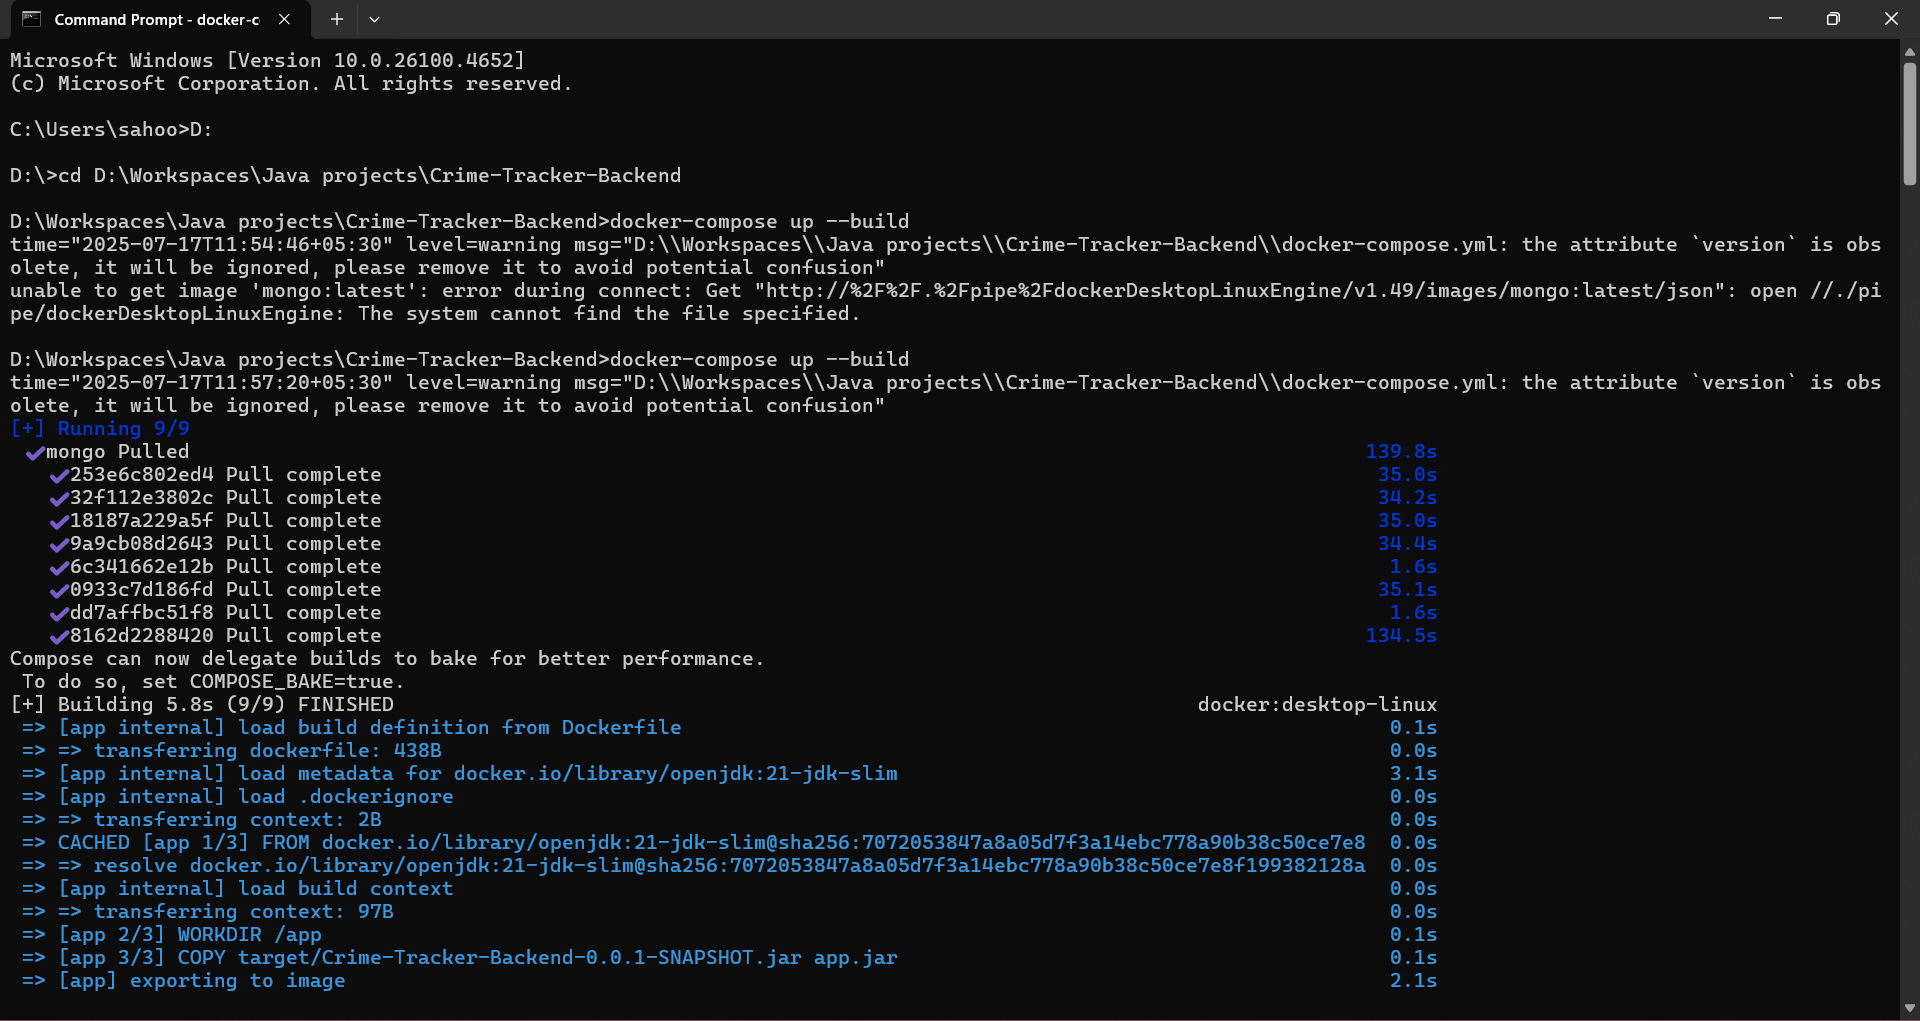 Command Prompt - docker-c
Microsoft Windows [Version 10.0.26100.4652]
(c) Microsoft Corporation. All rights reserved.
C:\Users\sahoo>D:
D:\>cd D:\Workspaces\Java projects\Crime-Tracker-Backend
D:\Workspaces\Java projects\Crime-Tracker-Backend>docker-compose up --build
time="2025-07-17T11:54:46+05:30" level=warning msg="D:\\Workspaces\\Java projects\\Crime-Tracker-Backend\\docker-compose.yml: the attribute `version` is obs
olete, it will be ignored, please remove it to avoid potential confusion"
unable to get image 'mongo:latest': error during connect: Get "http://%2F%2F.%2Fpipe%2FdockerDesktopLinuxEngine/v1.49/images/mongo:latest/json": open //./pi
pe/dockerDesktopLinuxEngine: The system cannot find the file specified.
D:\Workspaces\Java projects\Crime-Tracker-Backend>docker-compose up --build
time="2025-07-17T11:57:20+05:30" level=warning msg="D:\\Workspaces\\Java projects\\Crime-Tracker-Backend\\docker-compose.yml: the attribute `version` is obs
olete, it will be ignored, please remove it to avoid potential confusion"
[+] Running 9/9
✔mongo Pulled 139.8s
✔253e6c802ed4 Pull complete 35.0s
✔32f112e3802c Pull complete 34.2s
✔18187a229a5f Pull complete 35.0s
✔9a9cb08d2643 Pull complete 34.4s
✔6c341662e12b Pull complete 1.6s
✔0933c7d186fd Pull complete 35.1s
✔dd7affbc51f8 Pull complete 1.6s
✔8162d2288420 Pull complete 134.5s
Compose can now delegate builds to bake for better performance.
To do so, set COMPOSE_BAKE=true.
[+] Building 5.8s (9/9) FINISHED docker:desktop-linux
=> [app internal] load build definition from Dockerfile 0.1s
=> => transferring dockerfile: 438B 0.0s
=> [app internal] load metadata for docker.io/library/openjdk:21-jdk-slim 3.1s
=> [app internal] load .dockerignore 0.0s
=> => transferring context: 2B 0.0s
=> CACHED [app 1/3] FROM docker.io/library/openjdk:21-jdk-slim@sha256:7072053847a8a05d7f3a14ebc778a90b38c50ce7e8 0.0s
=> => resolve docker.io/library/openjdk:21-jdk-slim@sha256:7072053847a8a05d7f3a14ebc778a90b38c50ce7e8f199382128a 0.0s
=> [app internal] load build context 0.0s
=> => transferring context: 97B 0.0s
=> [app 2/3] WORKDIR /app 0.1s
=> [app 3/3] COPY target/Crime-Tracker-Backend-0.0.1-SNAPSHOT.jar app.jar 0.1s
=> [app] exporting to image 2.1s